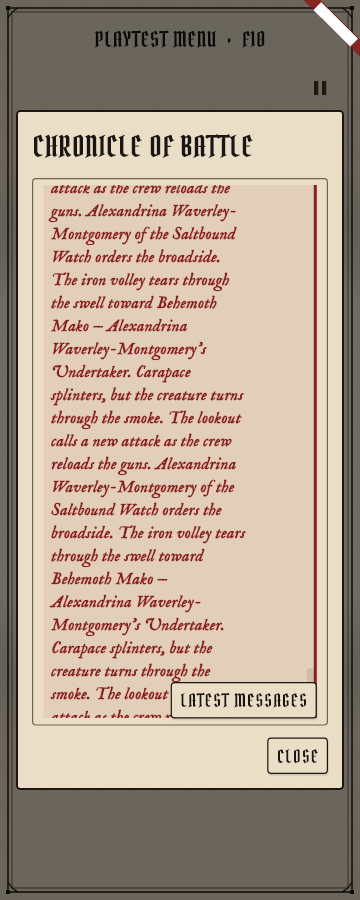 PLAYTEST MENU · F10
CHRONICLE OF BATTLE
attack as the crew reloads the
guns. Alexandrina Waverley-
Montgomery of the Saltbound
Watch orders the broadside.
The iron volley tears through
the swell toward Behemoth
Mako — Alexandrina
Waverley-Montgomery's
Undertaker. Carapace
splinters, but the creature turns
through the smoke. The lookout
calls a new attack as the crew
reloads the guns. Alexandrina
Waverley-Montgomery of the
Saltbound Watch orders the
broadside. The iron volley tears
through the swell toward
Behemoth Mako —
Alexandrina Waverley-
Montgomery's Undertaker.
Carapace splinters, but the
creature turns through the
smoke. The lookout
LATEST MESSAGES
attack as the crew
CLOSE